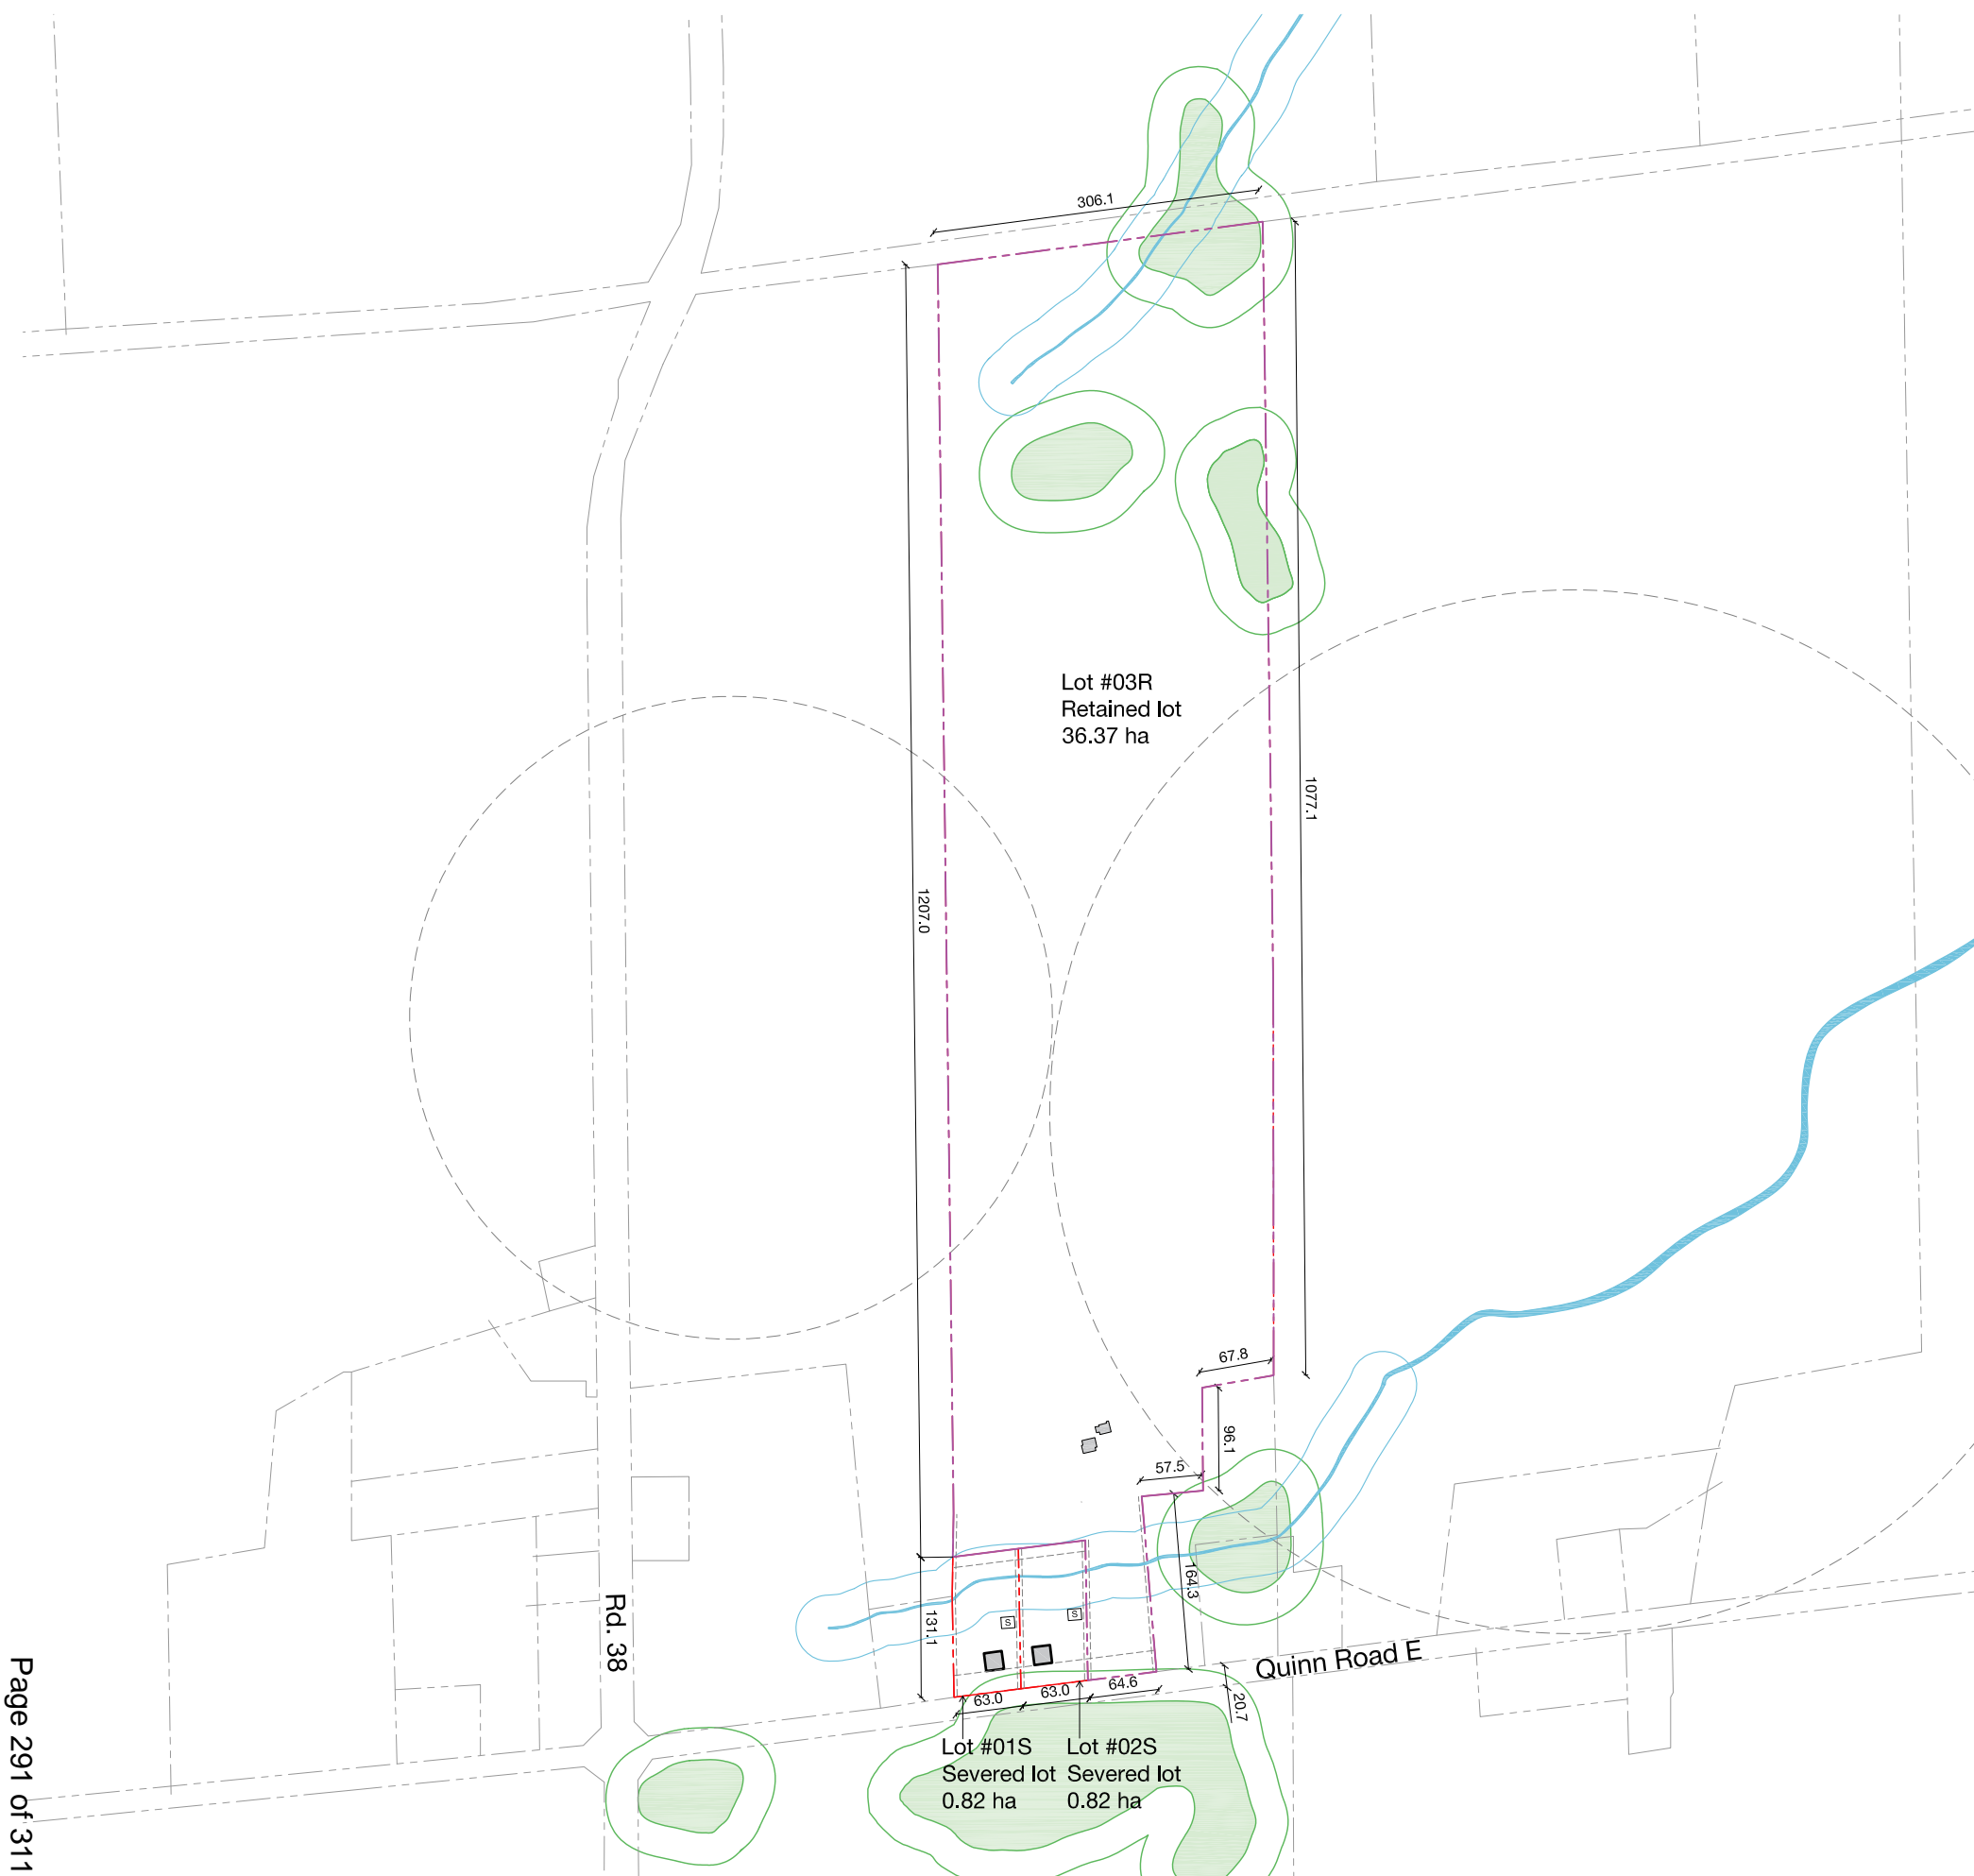 306.1
Lot #03R
Retained lot
36.37 ha
1077.1
1207.0
67.8
96.1
57.5
164.3
131.1
S
S
Rd. 38
Quinn Road E
63.0
63.0
64.6
20.7
Lot #01S
Severed lot
0.82 ha
Lot #02S
Severed lot
0.82 ha
Page 291 of 311